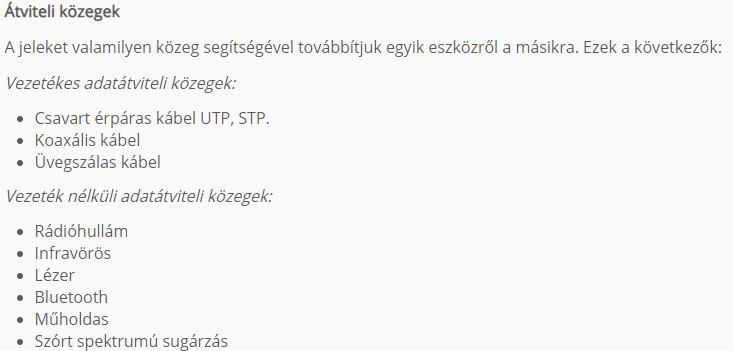 Átviteli közegek
A jeleket valamilyen közeg segítségével továbbítjuk egyik eszközről a másikra. Ezek a következők:
Vezetékes adatátviteli közegek:
Csavart érpáras kábel UTP, STP.
Koaxális kábel
Üvegszálas kábel
Vezeték nélküli adatátviteli közegek:
Rádióhullám
Infravörös
Lézer
Bluetooth
Műholdas
Szórt spektrumú sugárzás